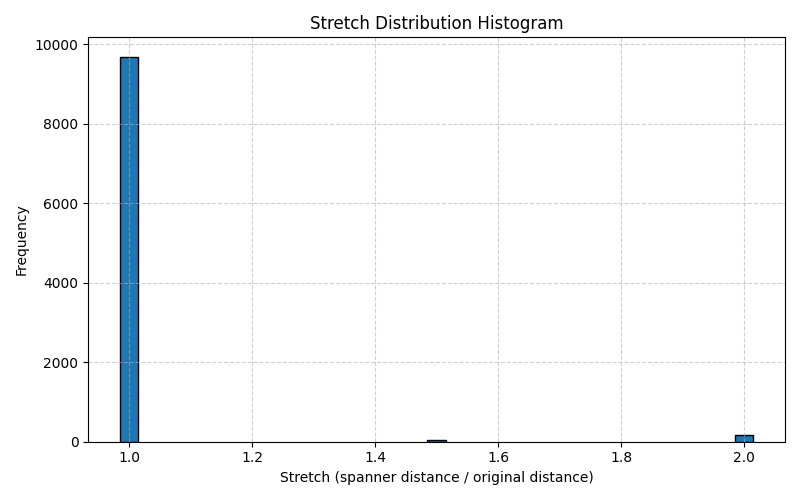 Stretch Distribution Histogram
10000
8000
6000
4000
2000
0
Frequency
1.0 1.2 1.4 1.6 1.8 2.0
Stretch (spanner distance / original distance)